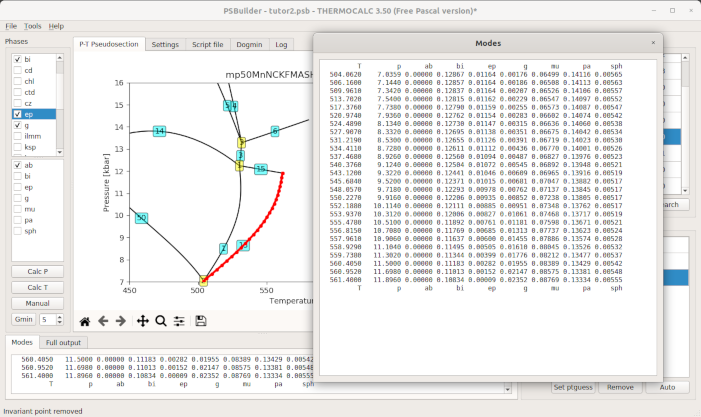 PSBuilder - tutor2.psb - THERMOCALC 3.50 (Free Pascal version)*
File Tools Help
Phases
bi
cd
chl
ctd
cz
ep
g
ilmm
ksp
ab
bi
ep
g
mu
pa
sph
Calc P
Calc T
Manual
Gmin 5
P-T Pseudosection Settings Script file Dogmin Log
mp50MnNCKFMASH
Pressure [kbar]
16
15
14
13
12
11
10
9
8
7
450 500 550
Temperatur
14
6
15
50
Modes Full output
560.4050 11.5000 0.00000 0.11183 0.00282 0.01955 0.08389 0.13429 0.00542
560.9520 11.6980 0.00000 0.11013 0.00152 0.02147 0.08575 0.13381 0.00548
561.4000 11.8960 0.00000 0.10834 0.00009 0.02352 0.08769 0.13334 0.00555
T p ab bi ep g mu pa sph
Invariant point removed
Modes
T p ab bi ep g mu pa sph
504.0620 7.0359 0.00000 0.12867 0.01164 0.00176 0.06499 0.14116 0.00565
506.1600 7.1440 0.00000 0.12857 0.01164 0.00186 0.06508 0.14113 0.00563
509.9610 7.3420 0.00000 0.12837 0.01164 0.00207 0.06526 0.14106 0.00557
513.7020 7.5400 0.00000 0.12815 0.01162 0.00229 0.06547 0.14097 0.00552
517.3760 7.7380 0.00000 0.12790 0.01159 0.00255 0.06573 0.14087 0.00547
520.9740 7.9360 0.00000 0.12762 0.01154 0.00283 0.06602 0.14074 0.00542
524.4890 8.1340 0.00000 0.12730 0.01147 0.00315 0.06636 0.14060 0.00538
527.9070 8.3320 0.00000 0.12695 0.01138 0.00351 0.06675 0.14042 0.00534
531.2190 8.5300 0.00000 0.12655 0.01126 0.00391 0.06719 0.14023 0.00530
534.4110 8.7280 0.00000 0.12611 0.01112 0.00436 0.06770 0.14001 0.00526
537.4680 8.9260 0.00000 0.12560 0.01094 0.00487 0.06827 0.13976 0.00523
540.3760 9.1240 0.00000 0.12504 0.01072 0.00545 0.06892 0.13948 0.00521
543.1200 9.3220 0.00000 0.12441 0.01046 0.00609 0.06965 0.13916 0.00519
545.6840 9.5200 0.00000 0.12371 0.01015 0.00681 0.07047 0.13882 0.00517
548.0570 9.7180 0.00000 0.12293 0.00978 0.00762 0.07137 0.13845 0.00517
550.2270 9.9160 0.00000 0.12206 0.00935 0.00852 0.07238 0.13805 0.00517
552.1880 10.1140 0.00000 0.12111 0.00885 0.00951 0.07348 0.13762 0.00517
553.9370 10.3120 0.00000 0.12006 0.00827 0.01061 0.07468 0.13717 0.00519
555.4780 10.5100 0.00000 0.11892 0.00761 0.01181 0.07598 0.13671 0.00521
556.8150 10.7080 0.00000 0.11769 0.00685 0.01313 0.07737 0.13623 0.00524
557.9610 10.9060 0.00000 0.11637 0.00600 0.01455 0.07886 0.13574 0.00528
558.9290 11.1040 0.00000 0.11495 0.00505 0.01610 0.08045 0.13526 0.00532
559.7380 11.3020 0.00000 0.11344 0.00399 0.01776 0.08212 0.13477 0.00537
560.4050 11.5000 0.00000 0.11183 0.00282 0.01955 0.08389 0.13429 0.00542
560.9520 11.6980 0.00000 0.11013 0.00152 0.02147 0.08575 0.13381 0.00548
561.4000 11.8960 0.00000 0.10834 0.00009 0.02352 0.08769 0.13334 0.00555
T p ab bi ep g mu pa sph
arch
Set ptguess Remove Auto